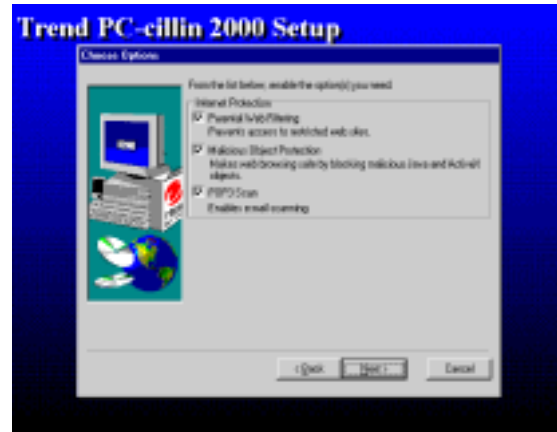 Trend PC-cillin 2000 Setup
Choose Options
From the list below, enable the option(s) you need.
Internet Protection
Parental Web Filtering
Prevents access to restricted web sites.
Malicious Object Protection
Makes web browsing safe by blocking malicious Java and ActiveX
objects.
POP3 Scan
Enables e-mail scanning.
< Back
Next >
Cancel